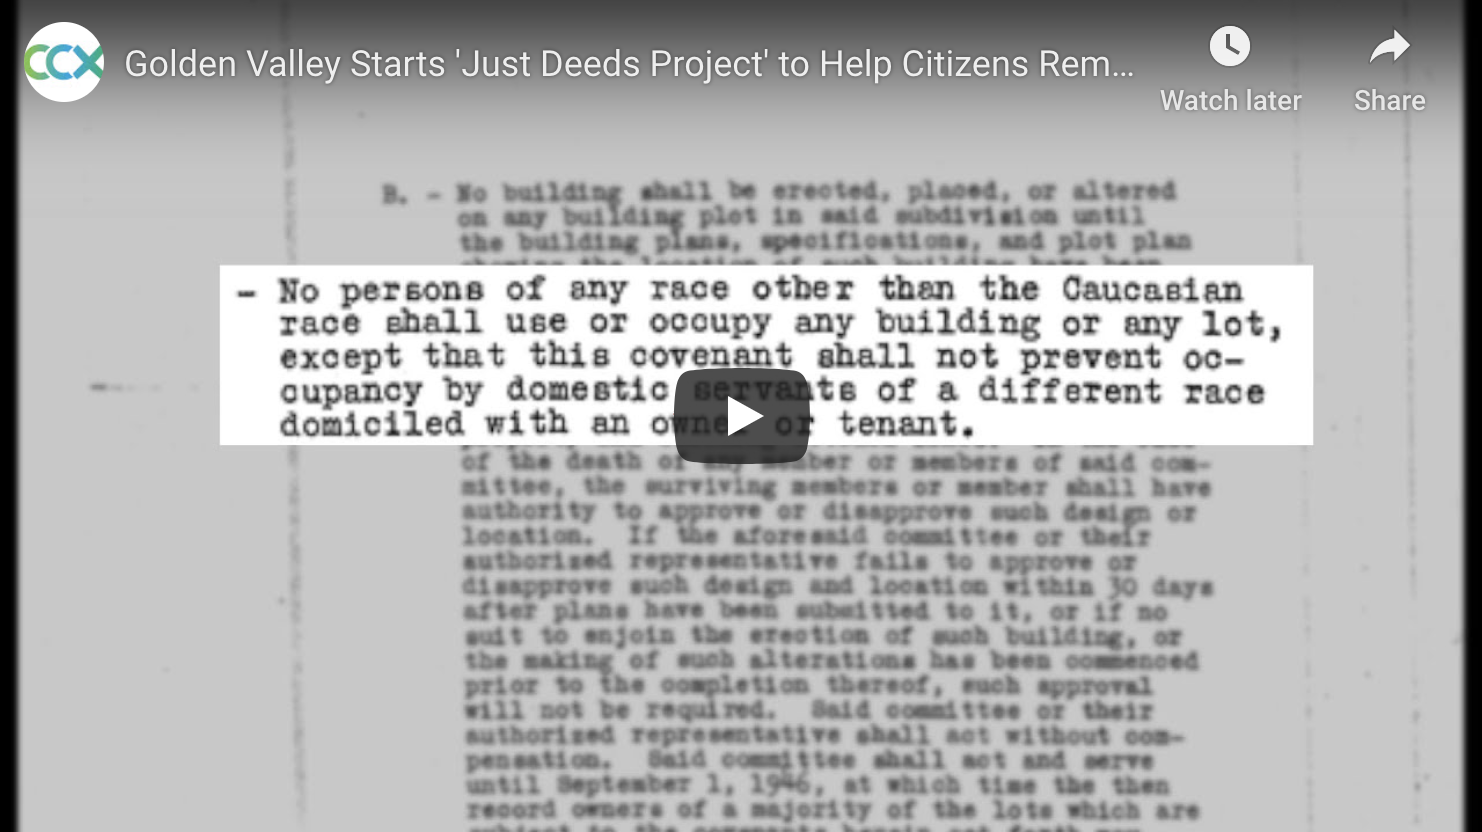 CCX
Golden Valley Starts 'Just Deeds Project' to Help Citizens Rem...
Watch later
Share
B. - No building shall be erected, placed, or altered
on any building plot in said subdivision until
the building plans, specifications, and plot plan
showing the location of such building have been
- No persons of any race other than the Caucasian
race shall use or occupy any building or any lot,
except that this covenant shall not prevent oc-
cupancy by domestic servants of a different race
domiciled with an owner or tenant.
of the death of any member or members of said com-
mittee, the surviving members or member shall have
authority to approve or disapprove such design or
location. If the aforesaid committee or their
authorized representative fails to approve or
disapprove such design and location within 30 days
after plans have been submitted to it, or if no
suit to enjoin the erection of such building, or
the making of such alterations has been commenced
prior to the completion thereof, such approval
will not be required. Said committee or their
authorized representative shall act without com-
pensation. Said committee shall act and serve
until September 1, 1946, at which time the then
record owners of a majority of the lots which are